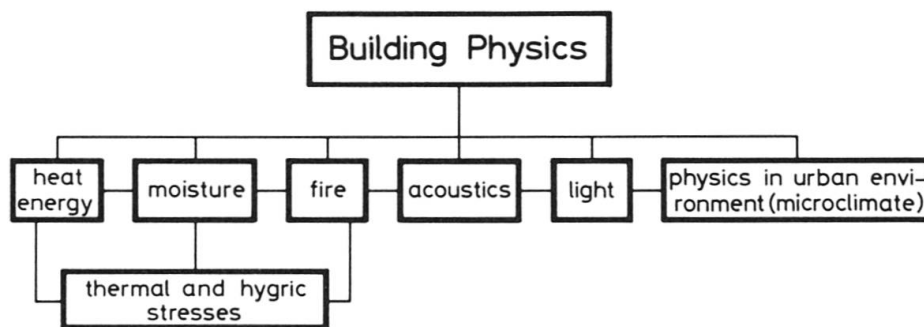 Building Physics
heat
energy
moisture
fire
acoustics
light
physics in urban envi-
ronment (microclimate)
thermal and hygric
stresses